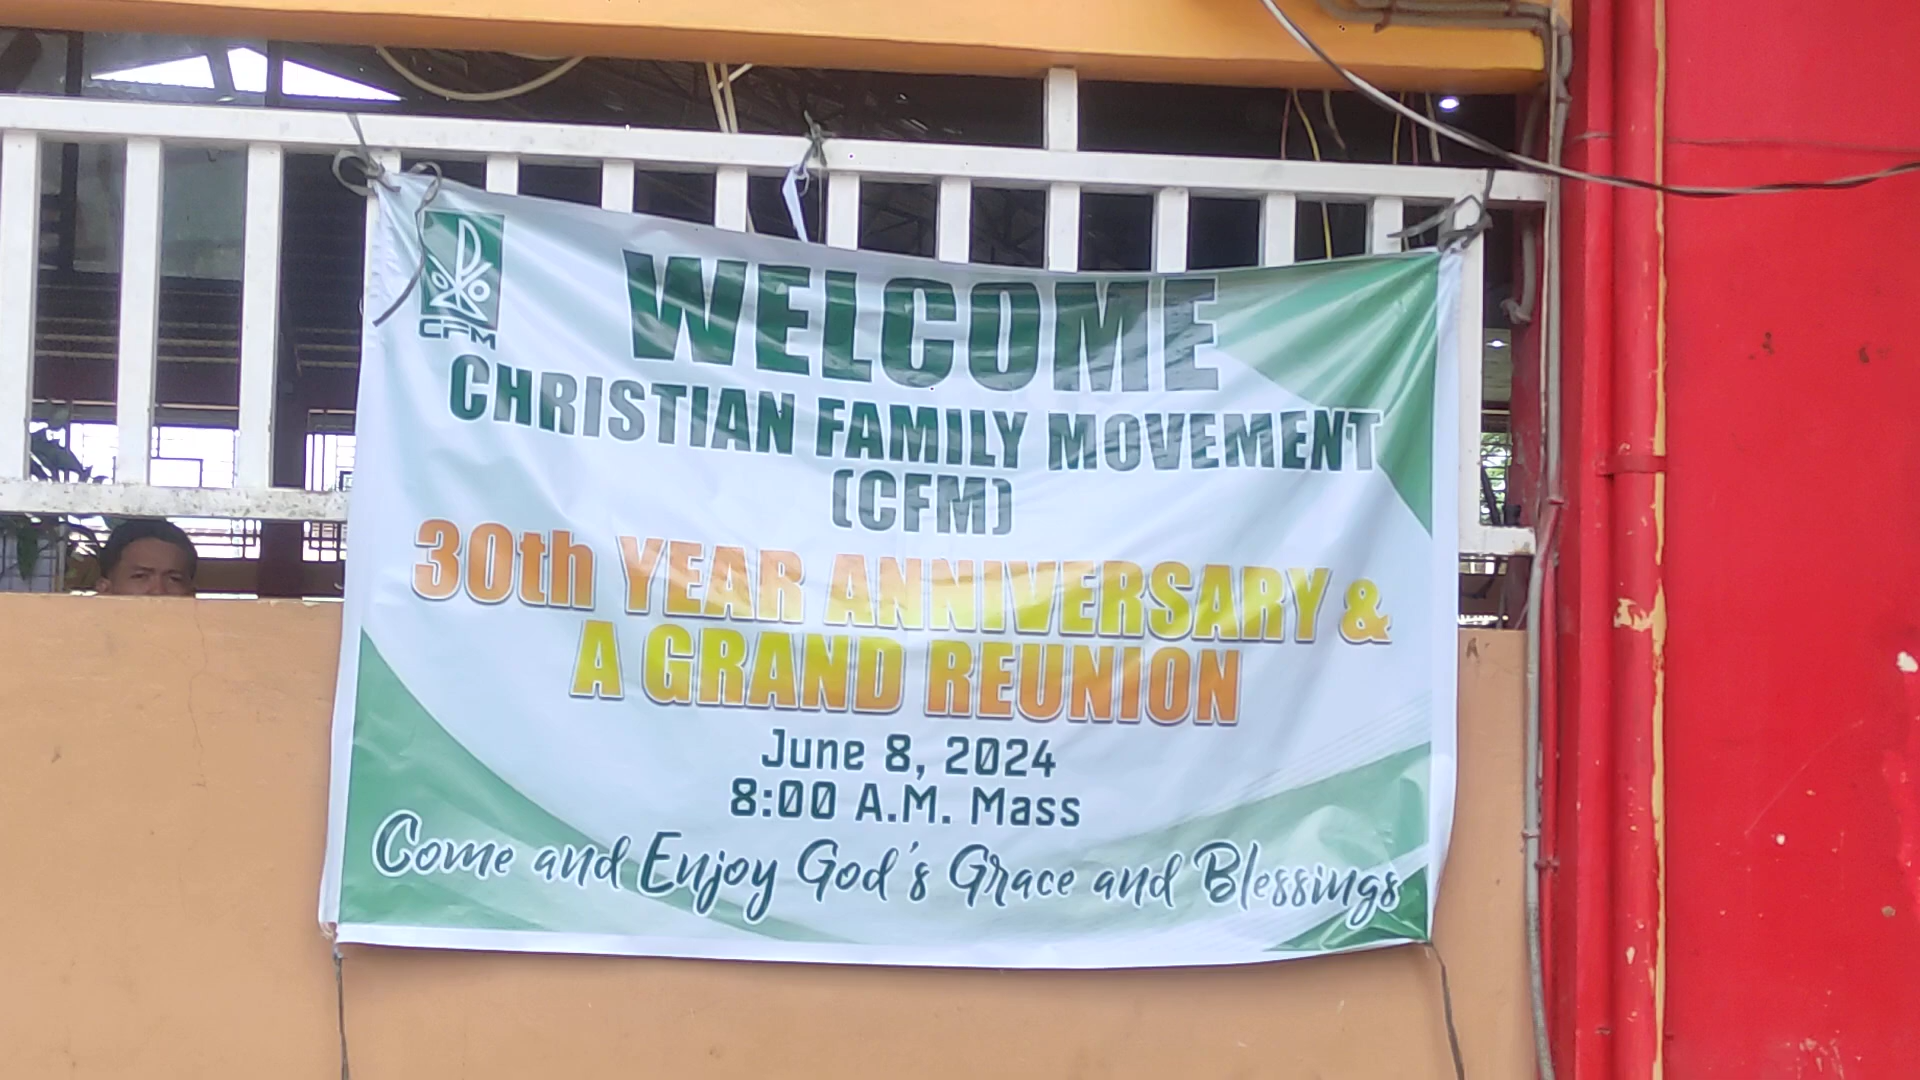 CFM
WELCOME
CHRISTIAN FAMILY MOVEMENT
(CFM)
30th YEAR ANNIVERSARY &
A GRAND REUNION
June 8, 2024
8:00 A.M. Mass
Come and Enjoy God's Grace and Blessings